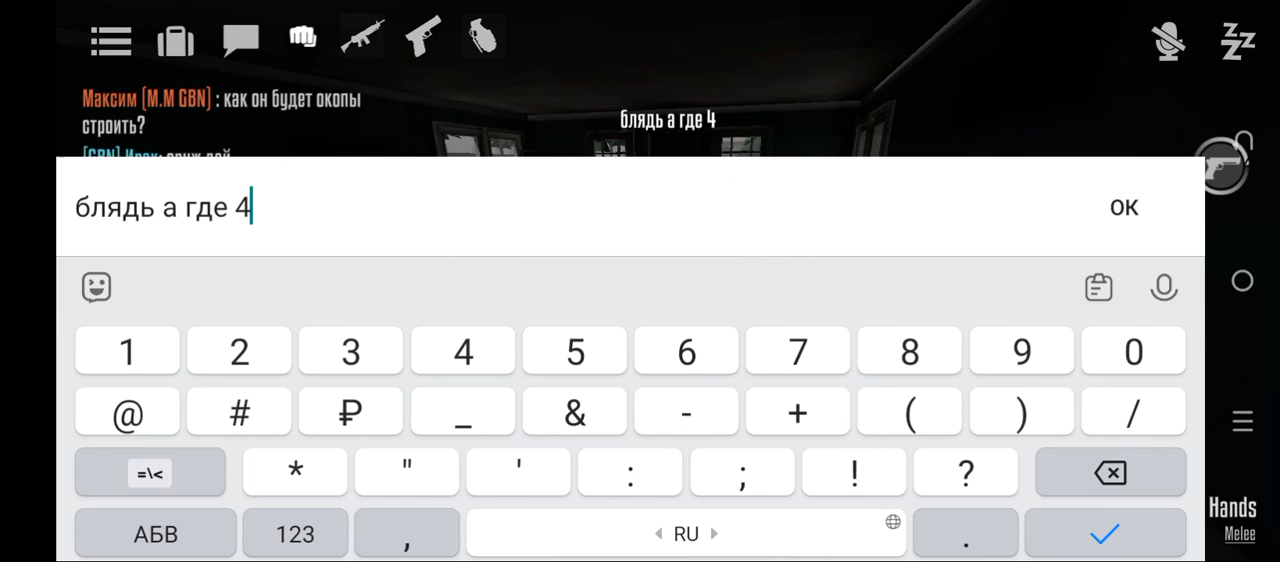 Максим [M.M GBN] : как он будет окопы
строить?
блядь а где 4
блядь а где 4
ОК
1 2 3 4 5 6 7 8 9 0
@ # ₽ _ & - + ( ) /
=\< * " ' : ; ! ?
АБВ 123 , RU .
Hands
Melee